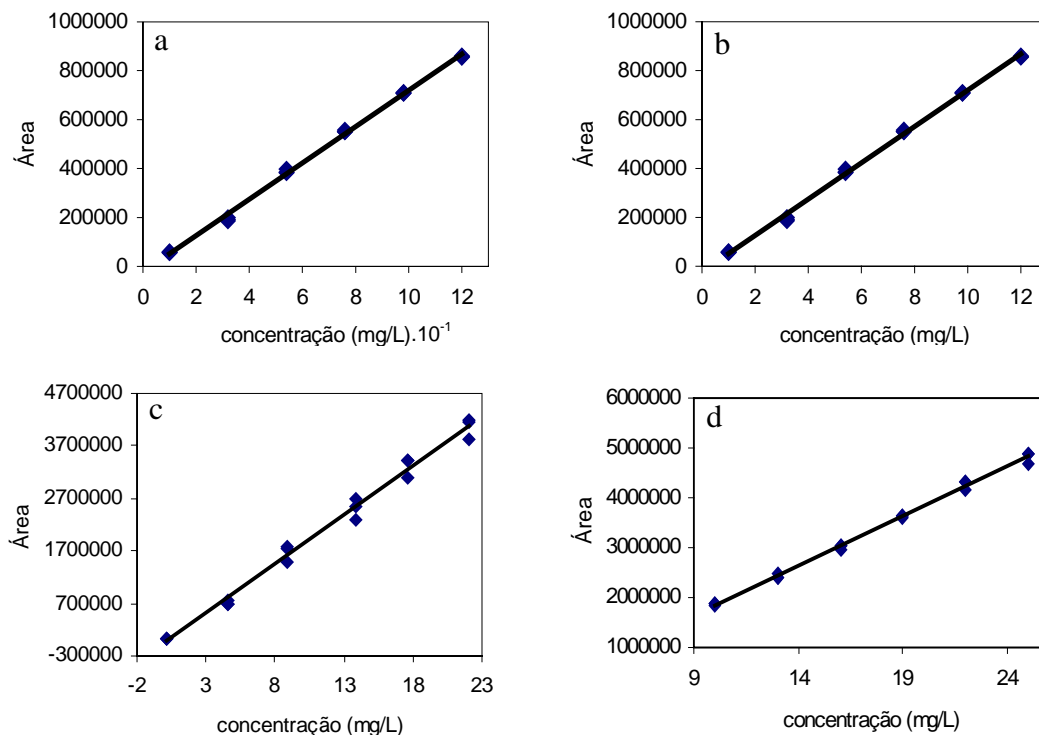 a
1000000
800000
600000
400000
200000
0
Área
0 2 4 6 8 10 12
concentração (mg/L).10⁻¹
b
1000000
800000
600000
400000
200000
0
Área
0 2 4 6 8 10 12
concentração (mg/L)
c
4700000
3700000
2700000
1700000
700000
-300000
Área
-2 3 8 13 18 23
concentração (mg/L)
d
6000000
5000000
4000000
3000000
2000000
1000000
Área
9 14 19 24
concentração (mg/L)